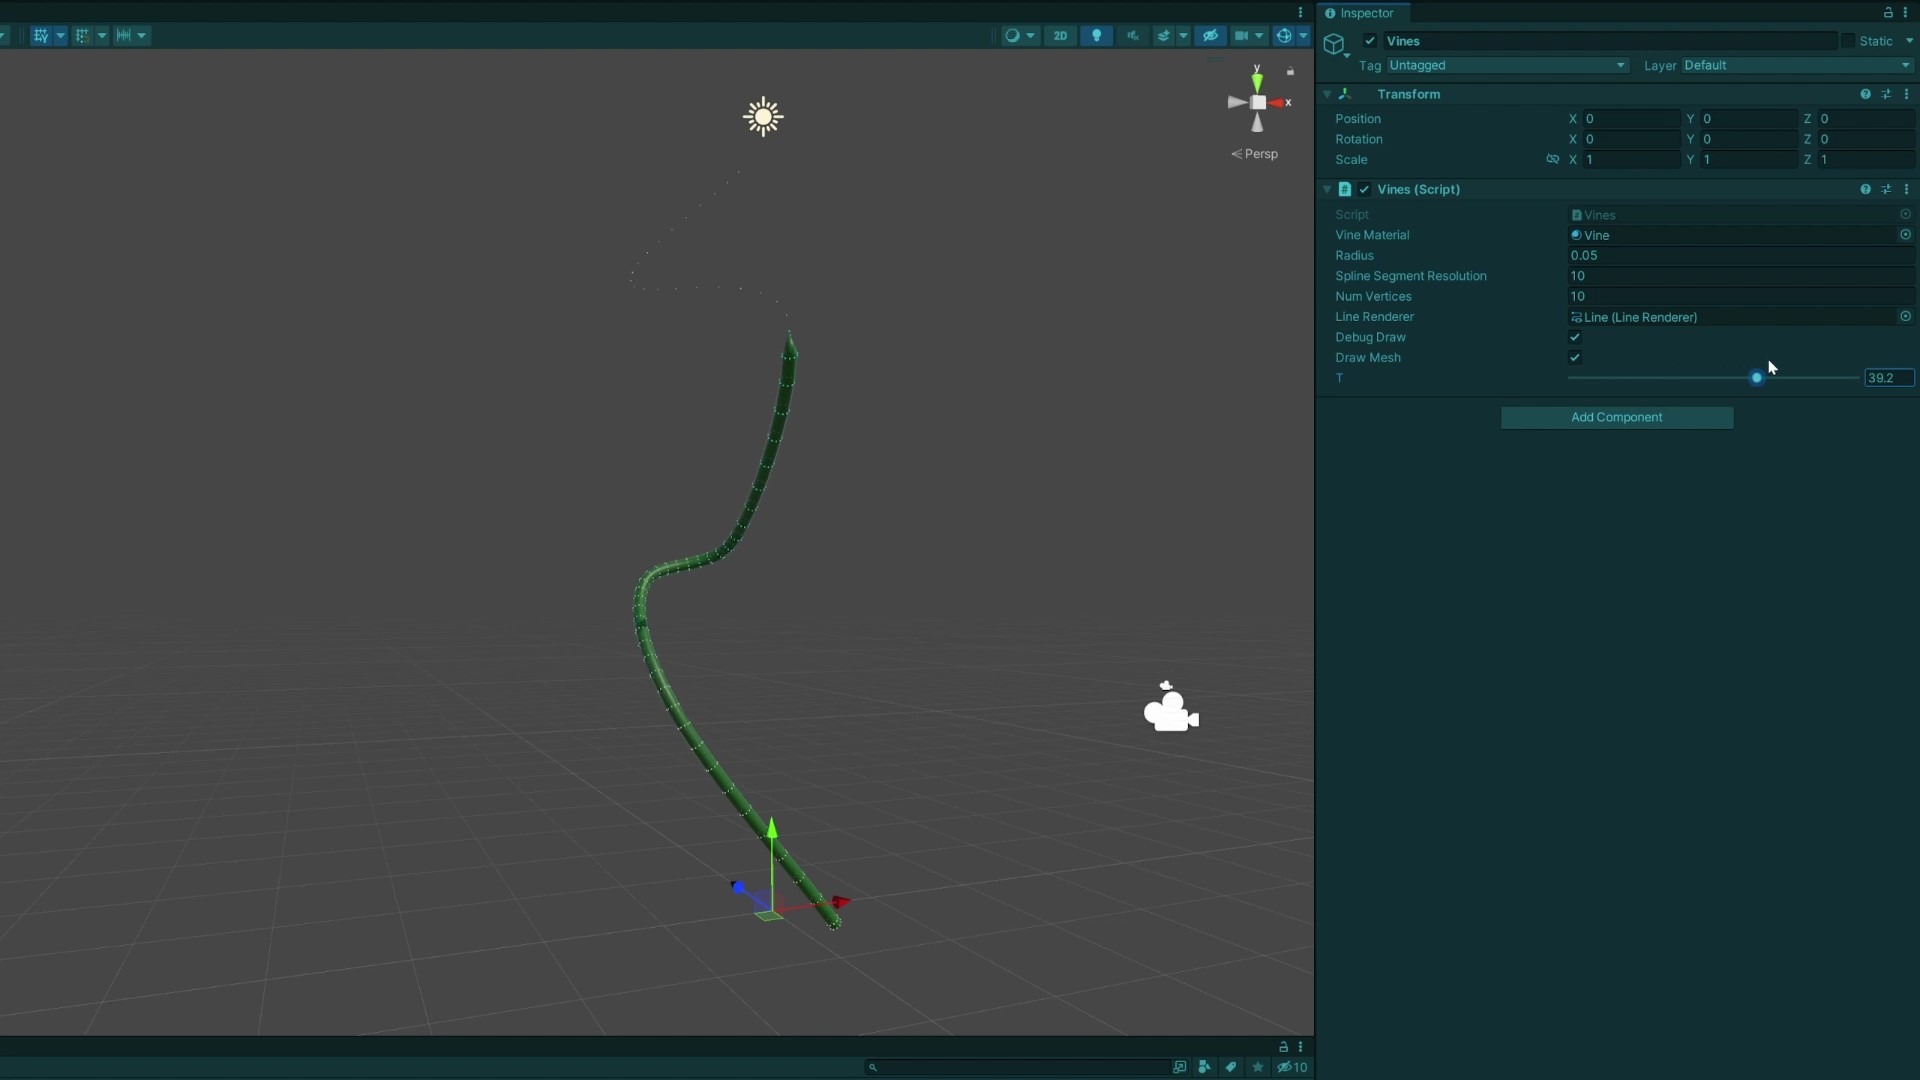 Inspector
Vines
Static
Tag Untagged Layer Default
2D
y
x
Persp
Transform
Position X 0 Y 0 Z 0
Rotation X 0 Y 0 Z 0
Scale X 1 Y 1 Z 1
Vines (Script)
Script Vines
Vine Material Vine
Radius 0.05
Spline Segment Resolution 10
Num Vertices 10
Line Renderer Line (Line Renderer)
Debug Draw
Draw Mesh
T 39.2
Add Component
10